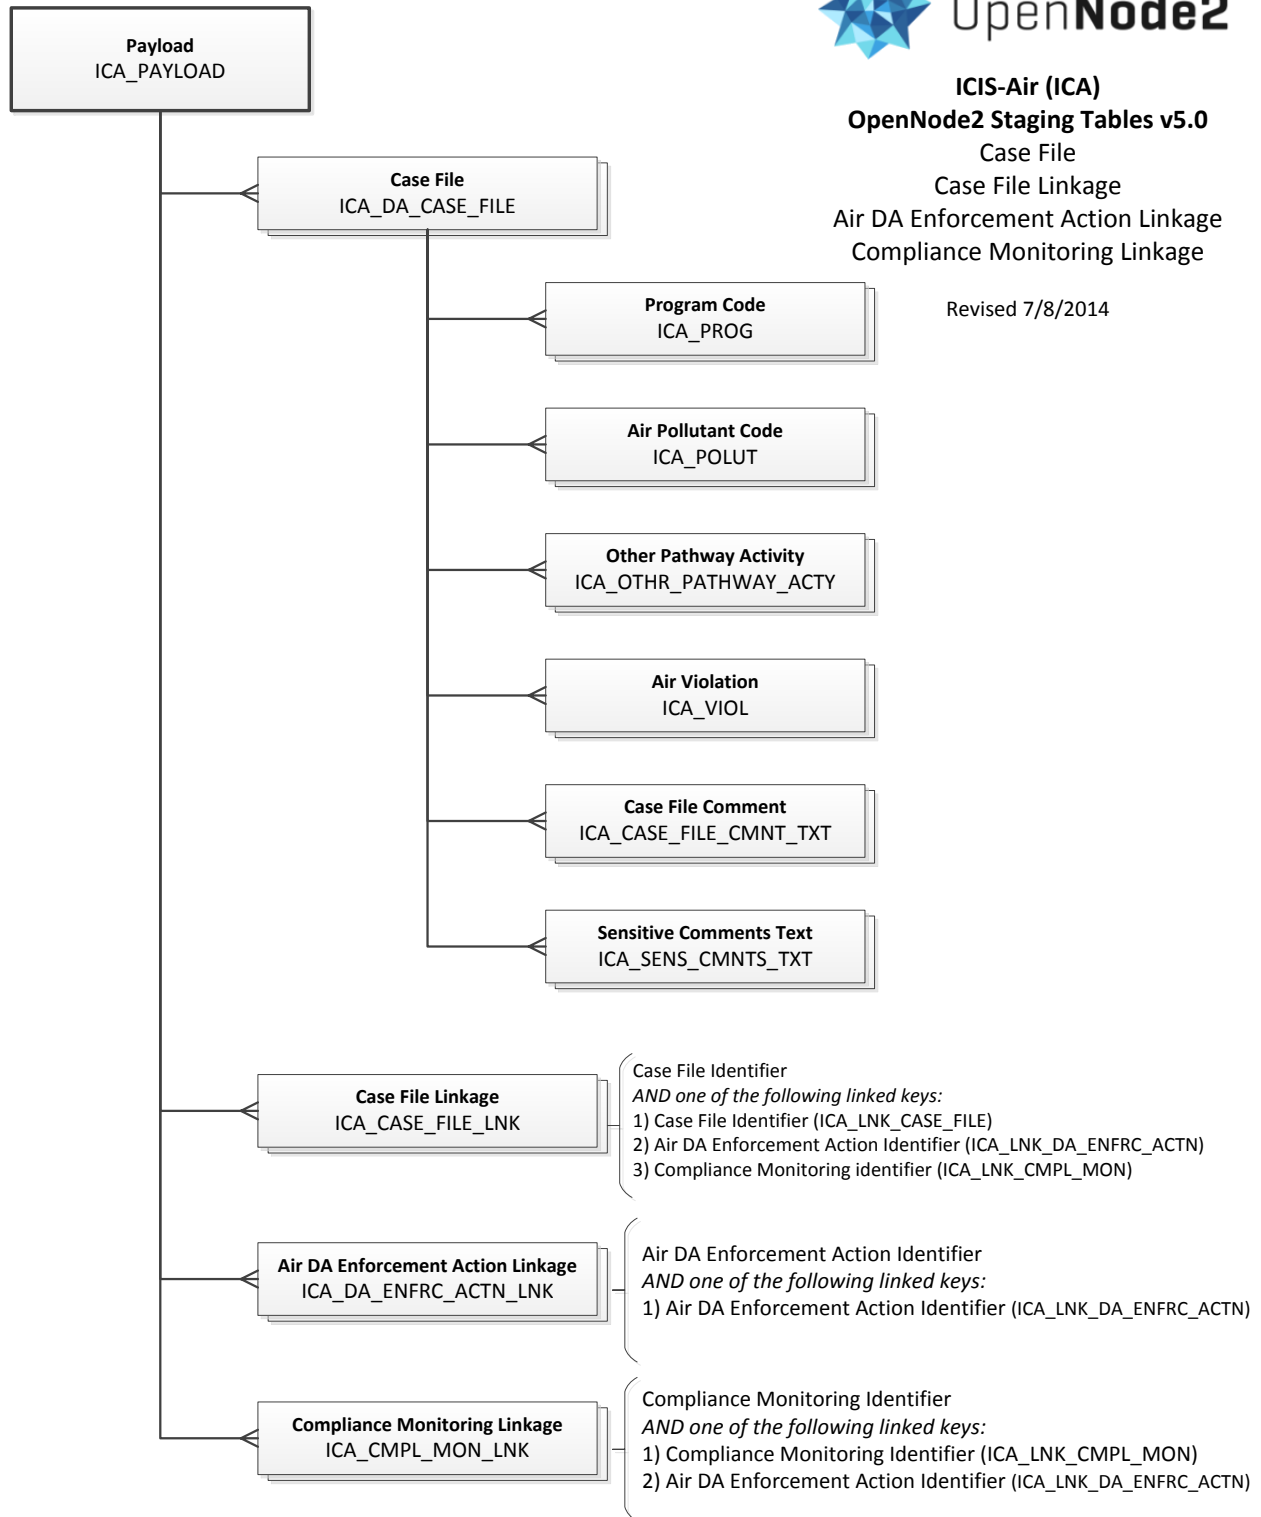 OpenNode2
Payload
ICA_PAYLOAD
ICIS-Air (ICA)
OpenNode2 Staging Tables v5.0
Case File
Case File Linkage
Air DA Enforcement Action Linkage
Compliance Monitoring Linkage
Revised 7/8/2014
Case File
ICA_DA_CASE_FILE
Program Code
ICA_PROG
Air Pollutant Code
ICA_POLUT
Other Pathway Activity
ICA_OTHR_PATHWAY_ACTY
Air Violation
ICA_VIOL
Case File Comment
ICA_CASE_FILE_CMNT_TXT
Sensitive Comments Text
ICA_SENS_CMNTS_TXT
Case File Linkage
ICA_CASE_FILE_LNK
Case File Identifier
AND one of the following linked keys:
1) Case File Identifier (ICA_LNK_CASE_FILE)
2) Air DA Enforcement Action Identifier (ICA_LNK_DA_ENFRC_ACTN)
3) Compliance Monitoring identifier (ICA_LNK_CMPL_MON)
Air DA Enforcement Action Linkage
ICA_DA_ENFRC_ACTN_LNK
Air DA Enforcement Action Identifier
AND one of the following linked keys:
1) Air DA Enforcement Action Identifier (ICA_LNK_DA_ENFRC_ACTN)
Compliance Monitoring Linkage
ICA_CMPL_MON_LNK
Compliance Monitoring Identifier
AND one of the following linked keys:
1) Compliance Monitoring Identifier (ICA_LNK_CMPL_MON)
2) Air DA Enforcement Action Identifier (ICA_LNK_DA_ENFRC_ACTN)